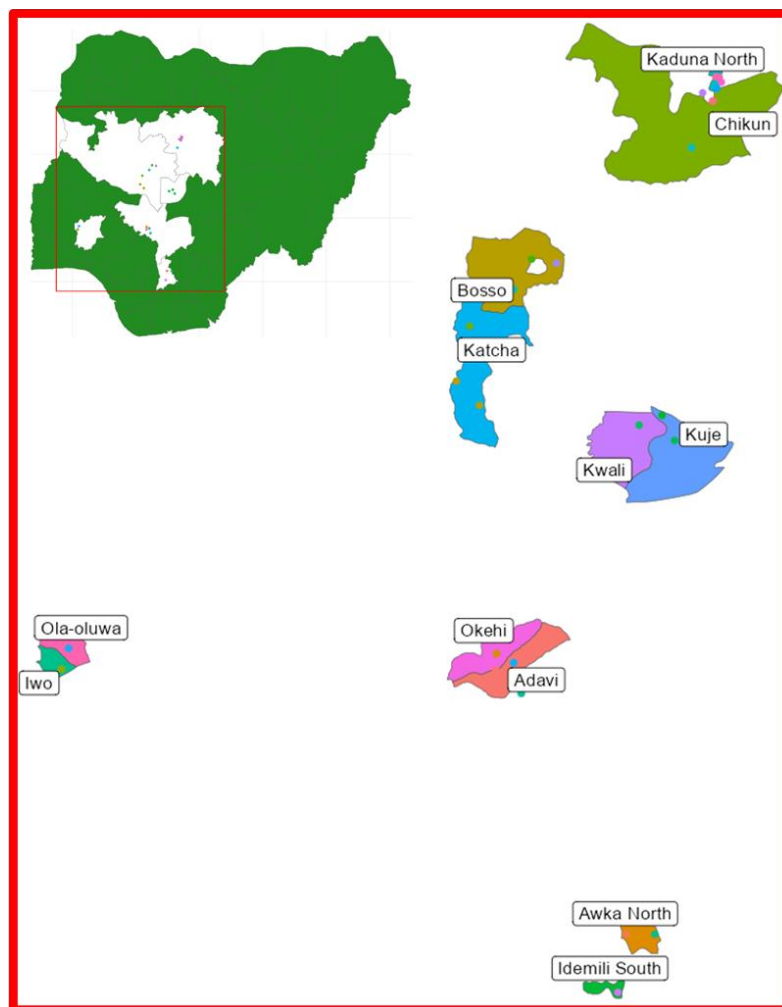 Kaduna North
Chikun
Bosso
Katcha
Kuje
Kwali
Ola-oluwa
Iwo
Okehi
Adavi
Awka North
Idemili South